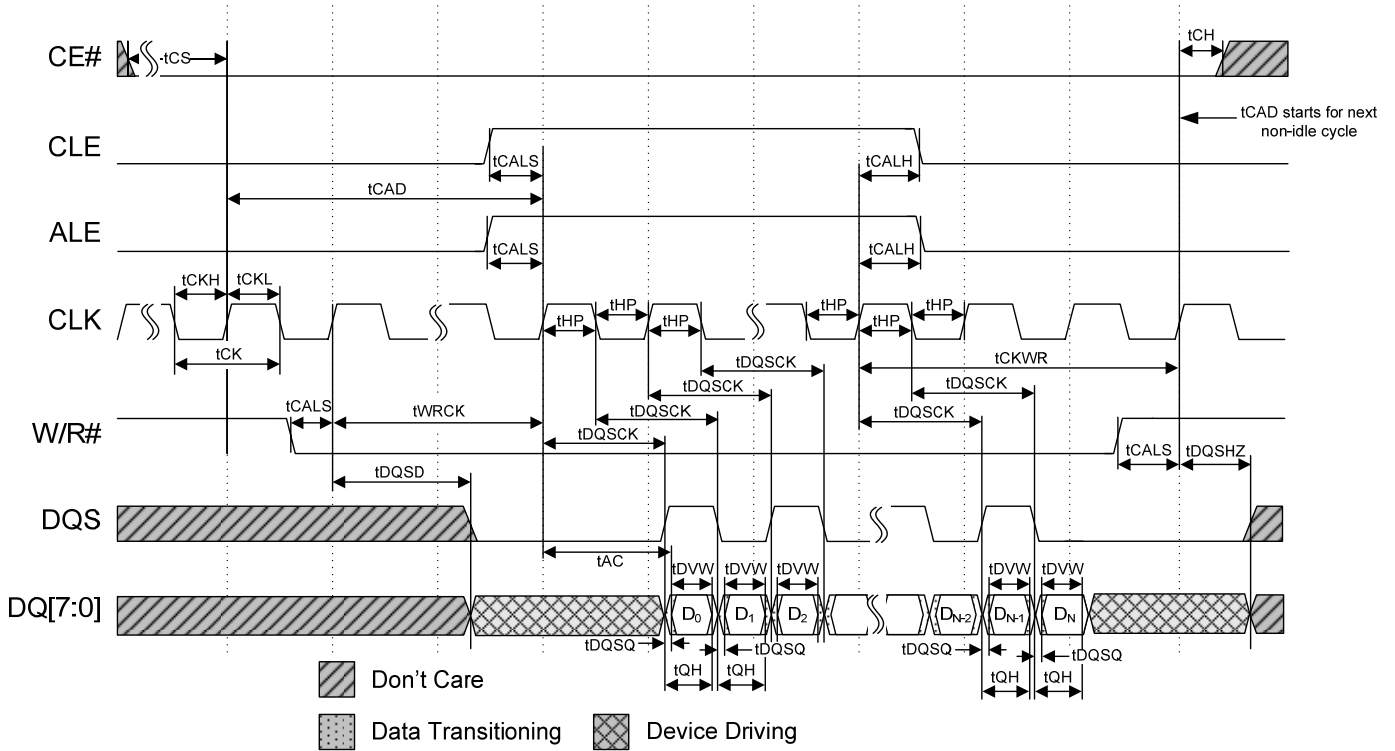 tCH
CE#
tCS
tCAD starts for next
non-idle cycle
CLE
tCALS
tCALH
tCAD
ALE
tCALS
tCALH
tCKH
tCKL
CLK
tHP
tHP
tHP
tHP
tHP
tHP
tCK
tCKWR
tDQSCK
tDQSCK
tDQSCK
tCALS
tWRCK
tDQSCK
tDQSCK
W/R#
tDQSCK
tCALS
tDQSHZ
tDQSD
DQS
tAC
tDVW
tDVW
tDVW
tDVW
tDVW
DQ[7:0]
D0
D1
D2
DN-2
DN-1
DN
tDQSQ
tDQSQ
tDQSQ
tDQSQ
tQH
tQH
tQH
tQH
Don't Care
Data Transitioning
Device Driving